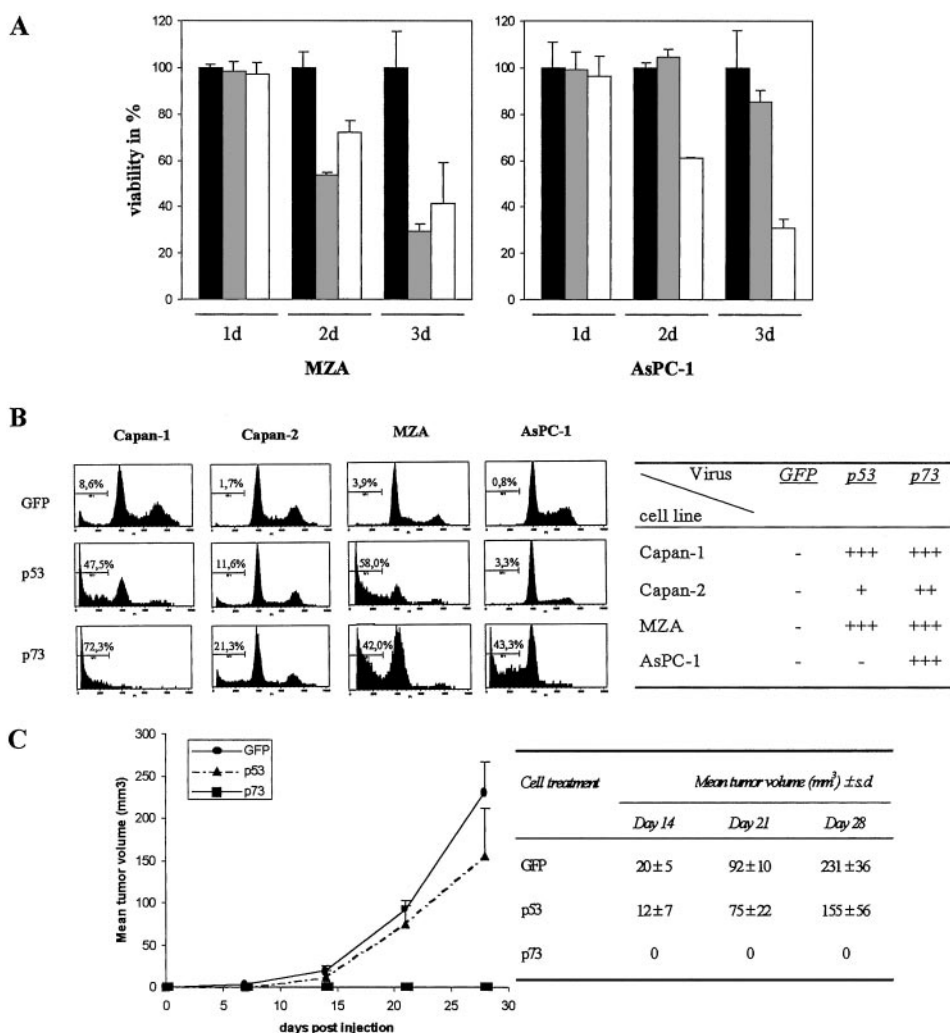 A
viability in %
120
100
80
60
40
20
0
1d 2d 3d
MZA
120
100
80
60
40
20
0
1d 2d 3d
AsPC-1
B
Capan-1 Capan-2 MZA AsPC-1
GFP 8,6% 1,7% 3,9% 0,8%
p53 47,5% 11,6% 58,0% 3,3%
p73 72,3% 21,3% 42,0% 43,3%
Virus GFP p53 p73
cell line
Capan-1 - +++ +++
Capan-2 - + ++
MZA - +++ +++
AsPC-1 - - +++
C
Mean tumor volume (mm3)
300
250
200
150
100
50
0
GFP
p53
p73
0 5 10 15 20 25 30
days post injection
Cell treatment Mean tumor volume (mm³) ± s.d
Day 14 Day 21 Day 28
GFP 20±5 92±10 231±36
p53 12±7 75±22 155±56
p73 0 0 0